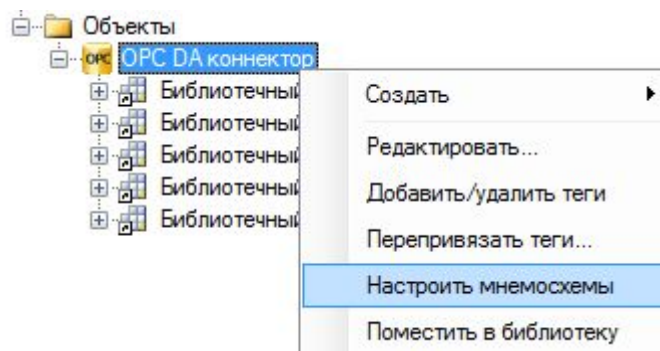 Объекты
OPC OPC DA коннектор
Библиотечный
Библиотечный
Библиотечный
Библиотечный
Библиотечный
Создать
Редактировать...
Добавить/удалить теги
Перепривязать теги...
Настроить мнемосхемы
Поместить в библиотеку